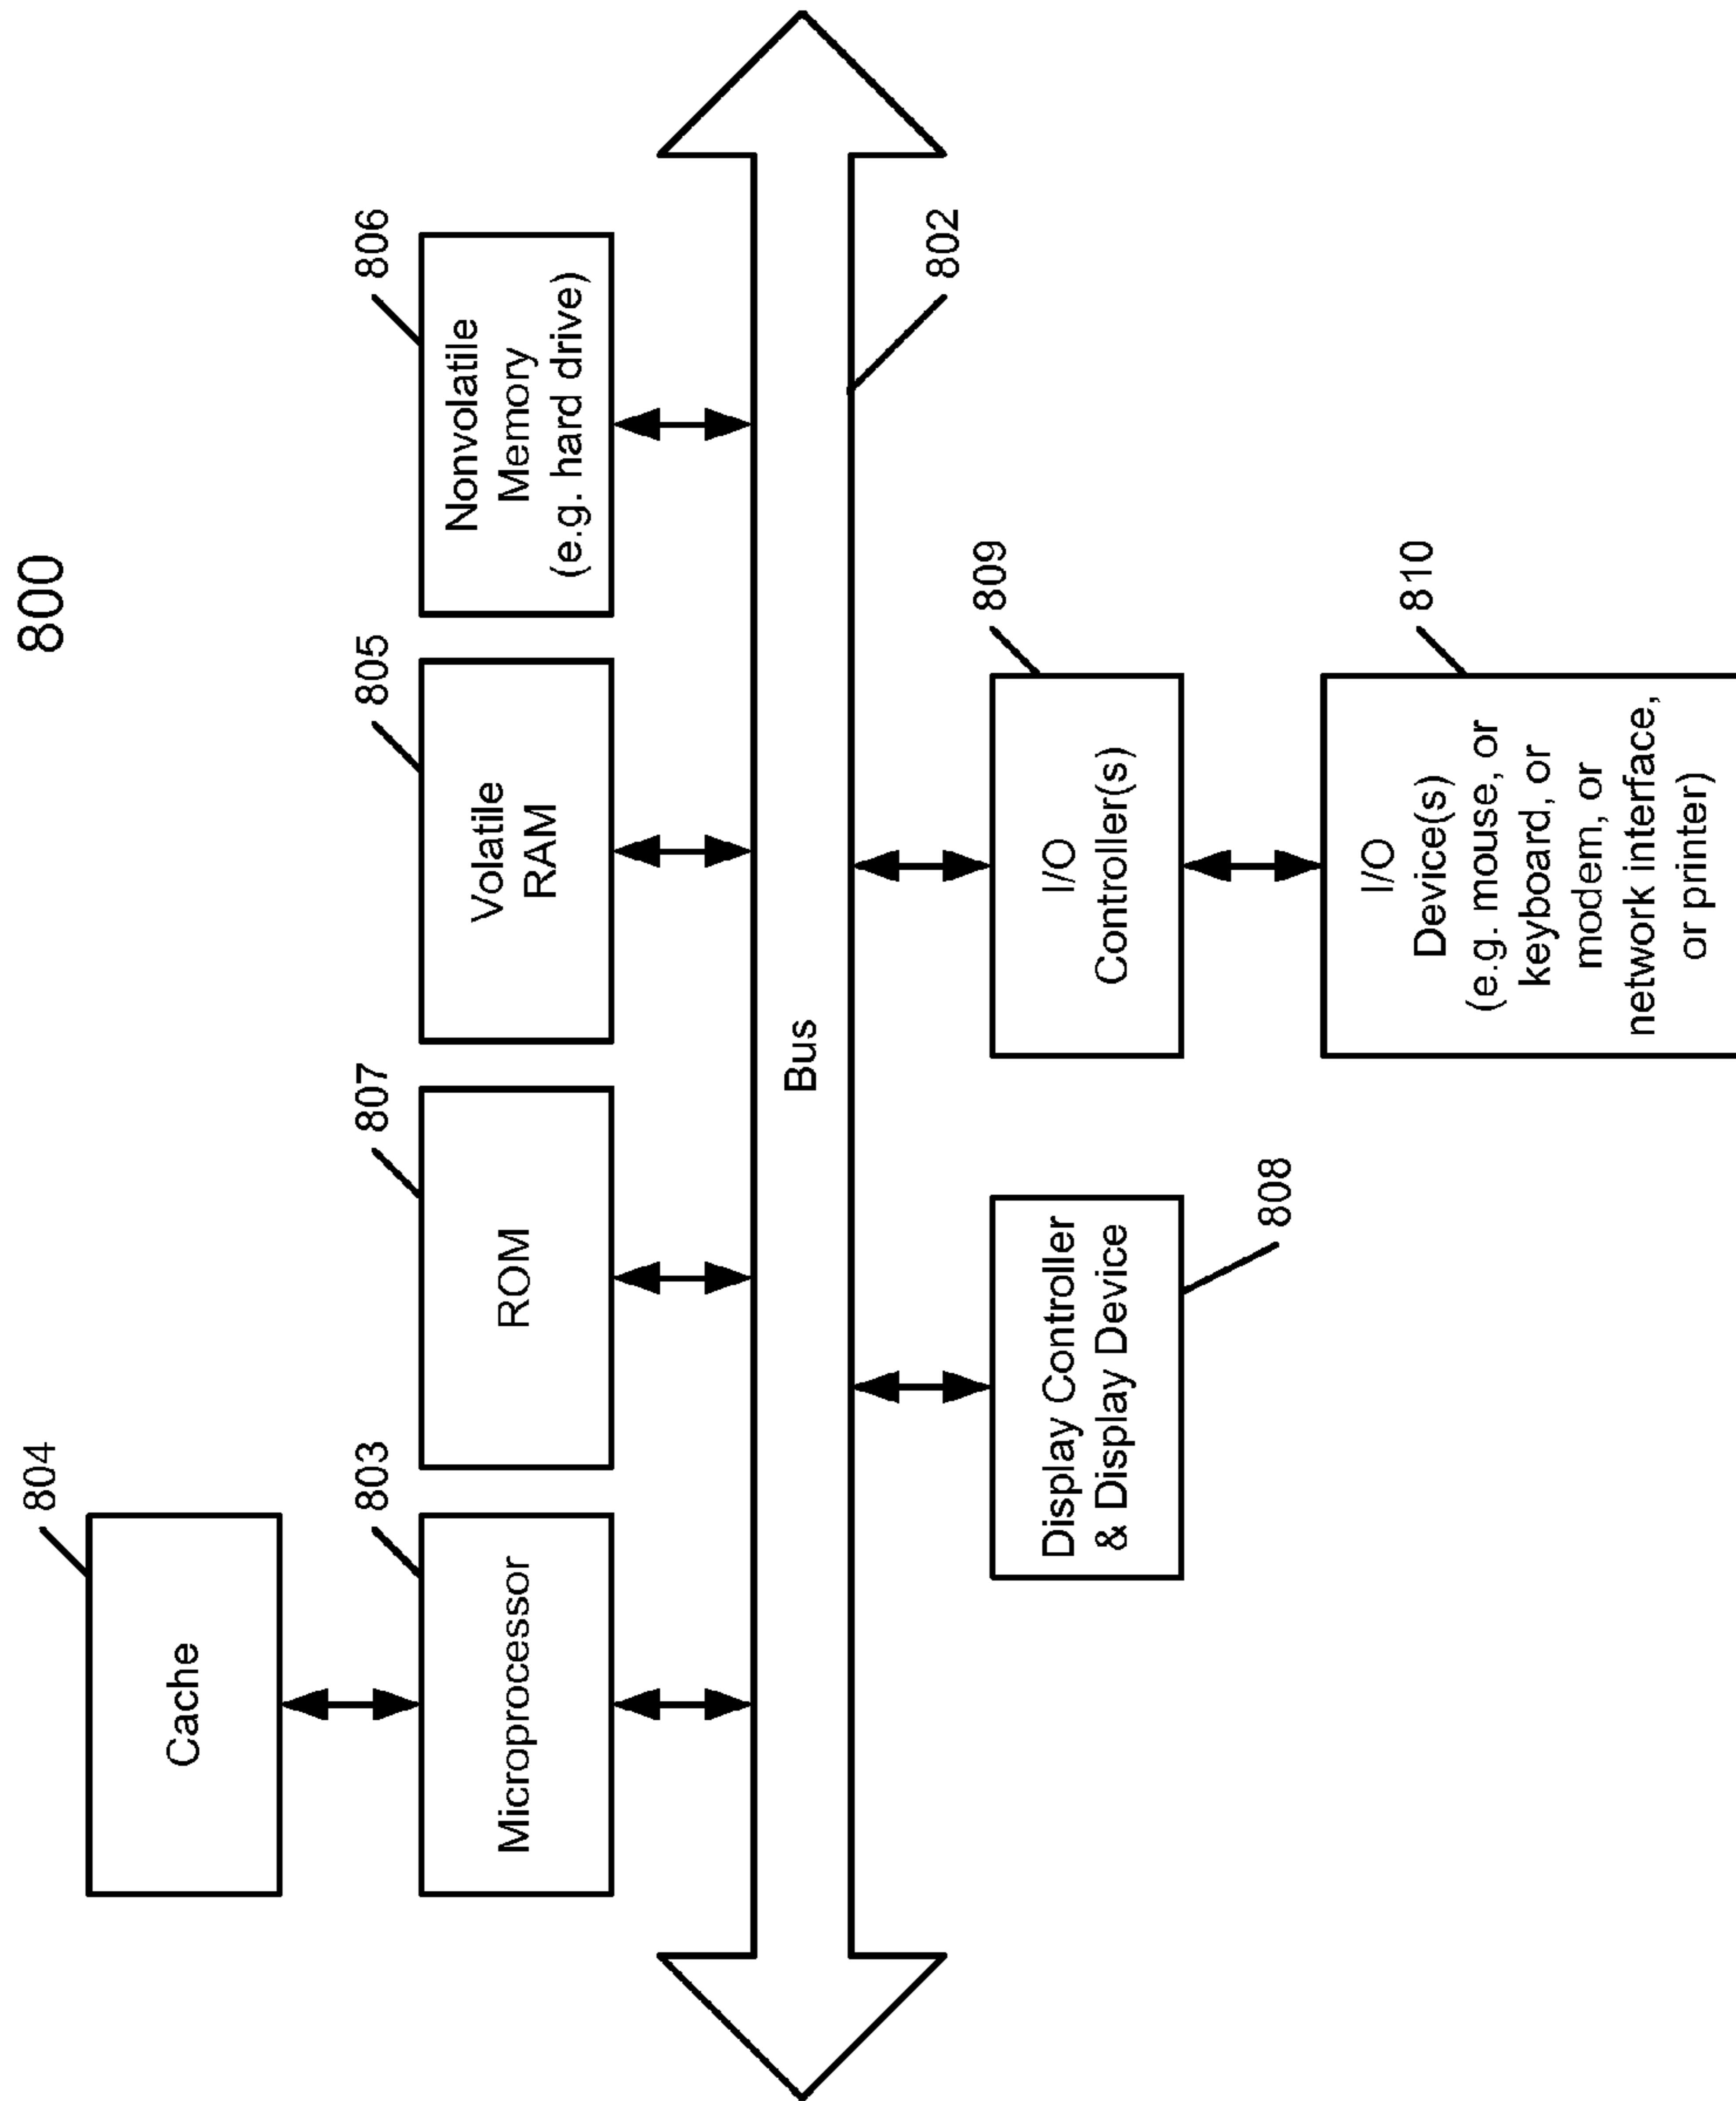 800
804
Cache
803
Microprocessor
807
ROM
805
Volatile
RAM
806
Nonvolatile
Memory
(e.g. hard drive)
Bus
802
Display Controller
& Display Device
808
809
I/O
Controller(s)
810
I/O
Device(s)
(e.g. mouse, or
keyboard, or
modem, or
network interface,
or printer)